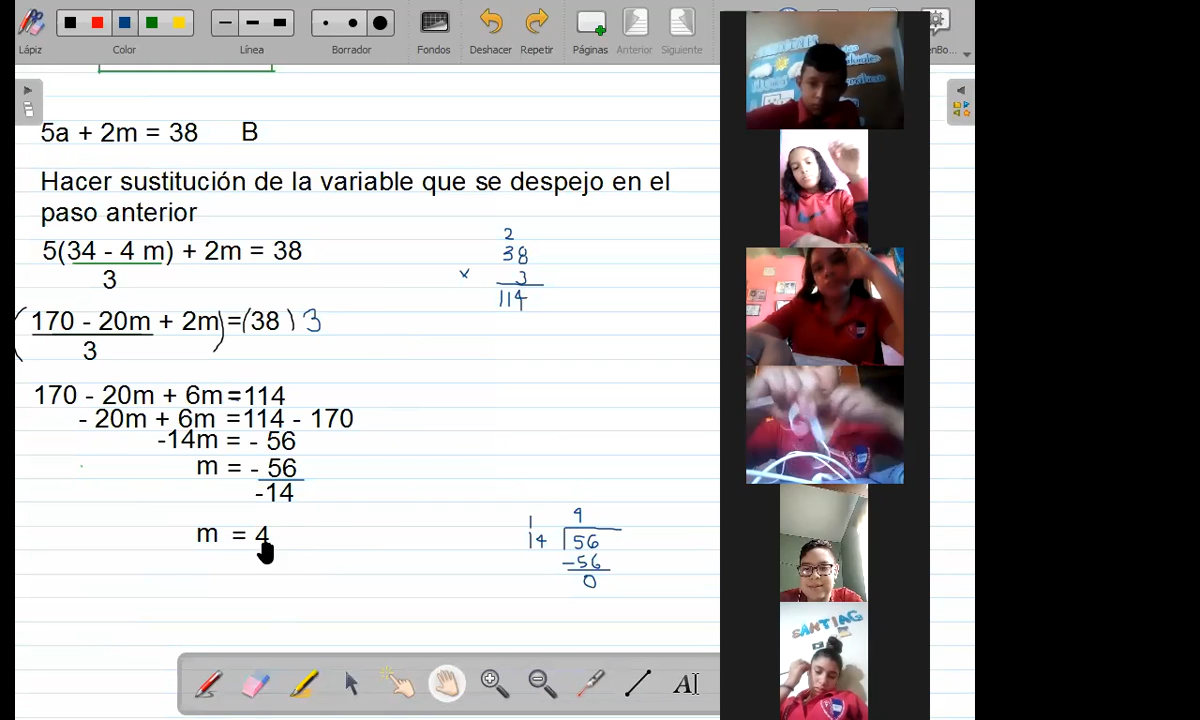 Lápiz
Color
Línea
Borrador
Fondos
Deshacer
Repetir
Páginas
Anterior
Siguiente
5a + 2m = 38 B
Hacer sustitución de la variable que se despejo en el
paso anterior
5(34 - 4 m) + 2m = 38
3
(170 - 20m + 2m)=(38)3
3
170 - 20m + 6m=114
- 20m + 6m =114 - 170
-14m = - 56
m = - 56
-14
m = 4
2
38
x 3
114
1 4
14 56
-56
0
SANTIAG